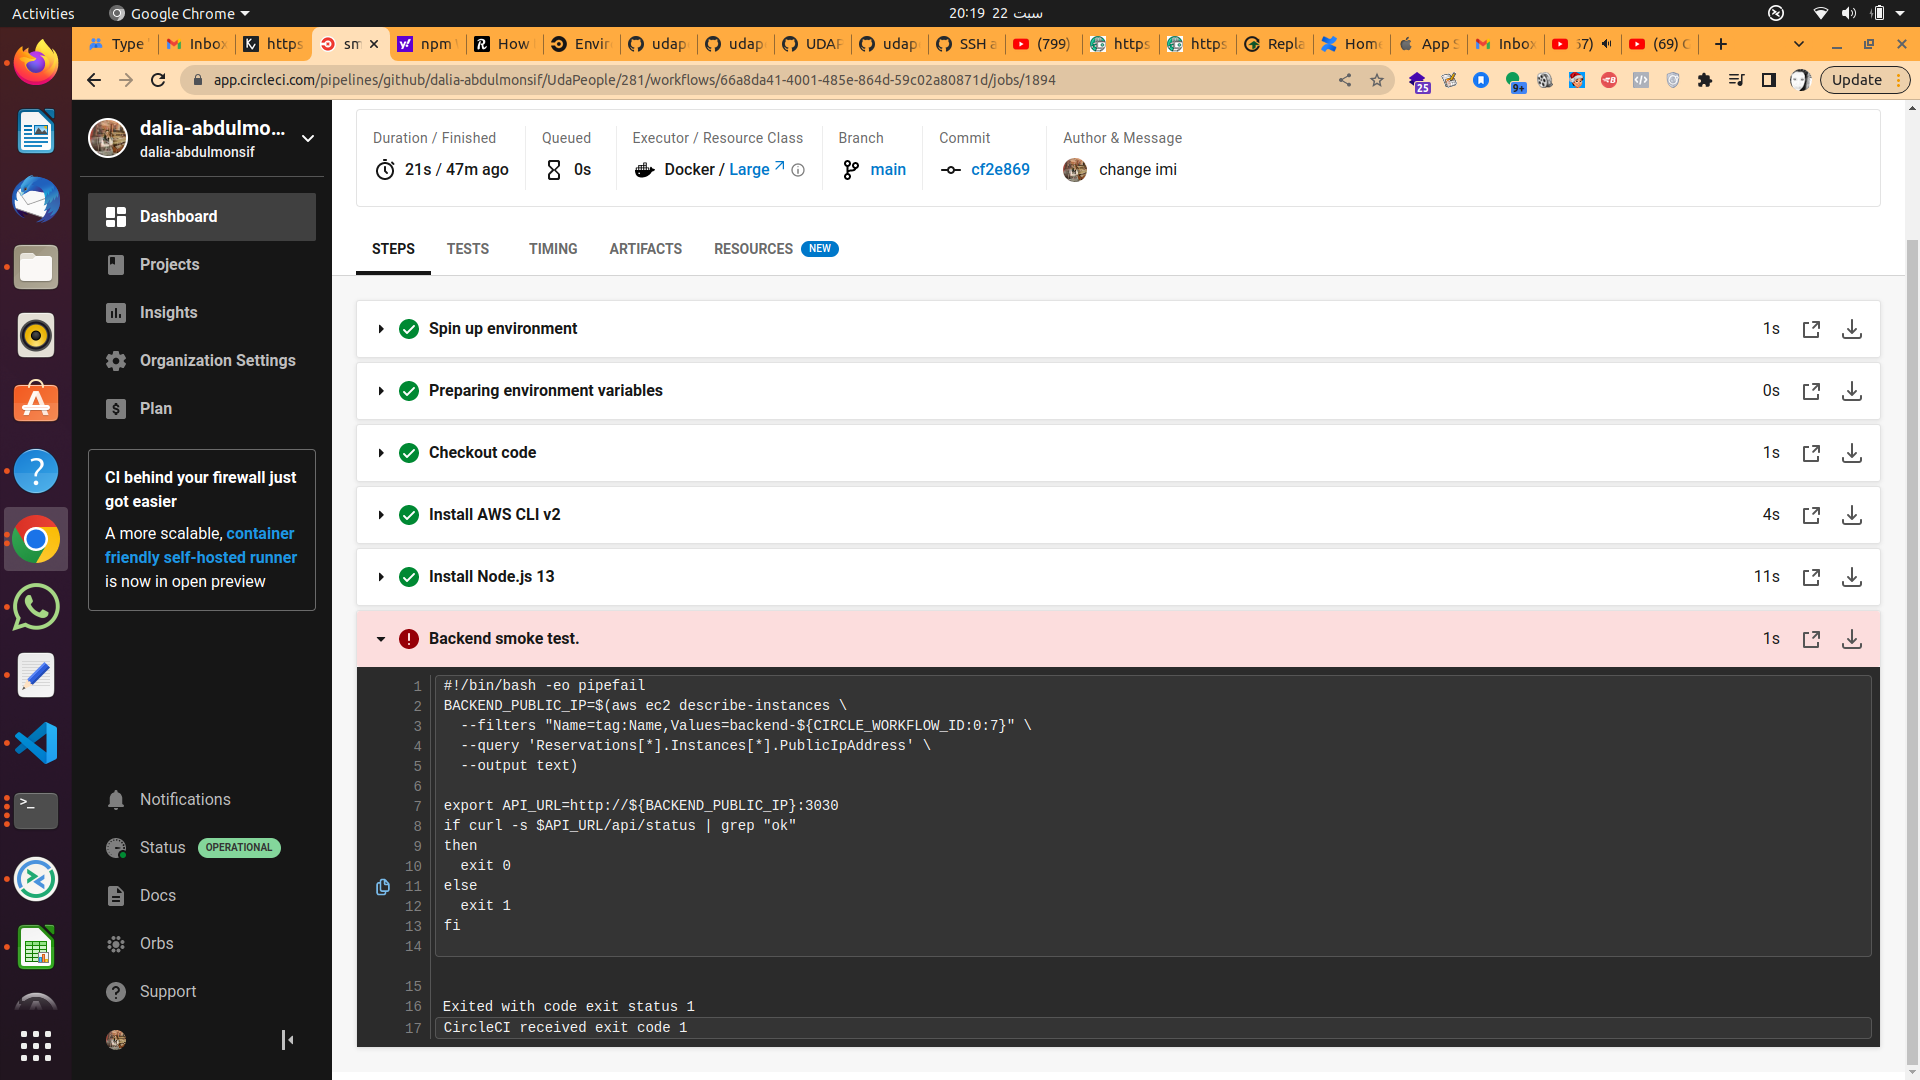 Activities
Google Chrome
20:19 22 سبت
Type
Inbo
https
sm
npm
How
Envir
udap
udap
UDAP
udap
SSH a
(799)
https
https
Repla
Home
App S
Inbo
57)
(69) C
app.circleci.com/pipelines/github/dalia-abdulmonsif/UdaPeople/281/workflows/66a8da41-4001-485e-864d-59c02a80871d/jobs/1894
25
9+
Update
dalia-abdulmo...
dalia-abdulmonsif
Dashboard
Projects
Insights
Organization Settings
Plan
CI behind your firewall just
got easier
A more scalable, container
friendly self-hosted runner
is now in open preview
Notifications
Status OPERATIONAL
Docs
Orbs
Support
Duration / Finished
21s / 47m ago
Queued
0s
Executor / Resource Class
Docker / Large
Branch
main
Commit
cf2e869
Author & Message
change imi
STEPS
TESTS
TIMING
ARTIFACTS
RESOURCES NEW
Spin up environment 1s
Preparing environment variables 0s
Checkout code 1s
Install AWS CLI v2 4s
Install Node.js 13 11s
Backend smoke test. 1s
1 #!/bin/bash -eo pipefail
2 BACKEND_PUBLIC_IP=$(aws ec2 describe-instances \
3 --filters "Name=tag:Name,Values=backend-${CIRCLE_WORKFLOW_ID:0:7}" \
4 --query 'Reservations[*].Instances[*].PublicIpAddress' \
5 --output text)
6
7 export API_URL=http://${BACKEND_PUBLIC_IP}:3030
8 if curl -s $API_URL/api/status | grep "ok"
9 then
10 exit 0
11 else
12 exit 1
13 fi
14
15
16 Exited with code exit status 1
17 CircleCI received exit code 1